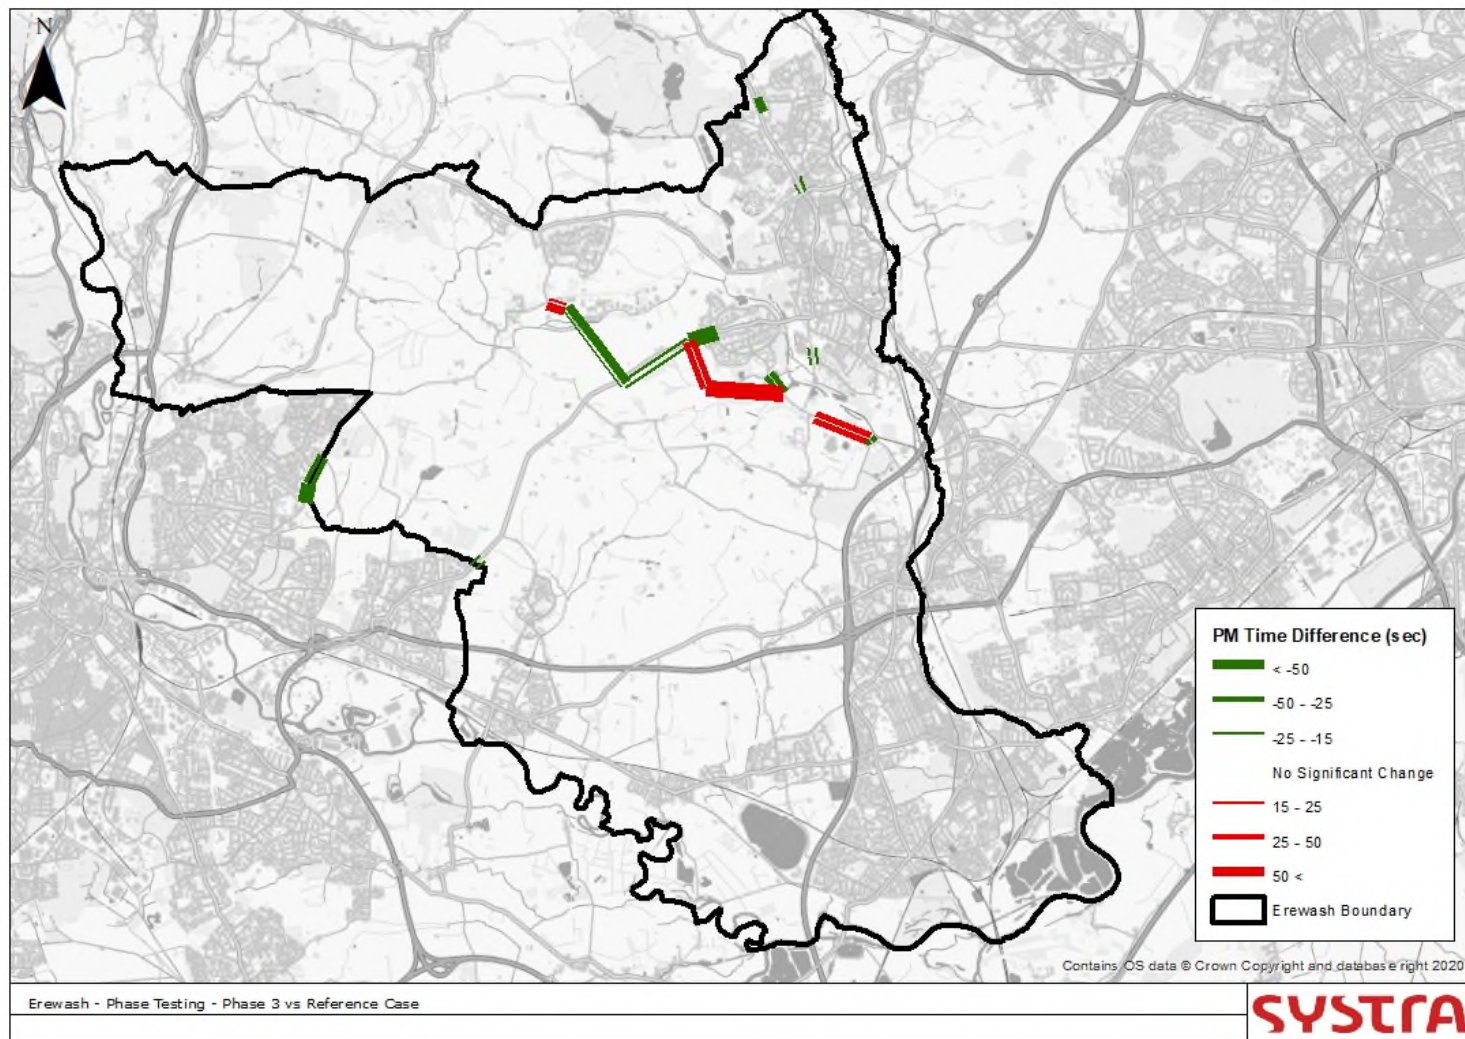 N
PM Time Difference (sec)
< -50
-50 - -25
-25 - -15
No Significant Change
15 - 25
25 - 50
50 <
Erewash Boundary
Contains OS data © Crown Copyright and database right 2020
Erewash - Phase Testing - Phase 3 vs Reference Case
SYSTRA